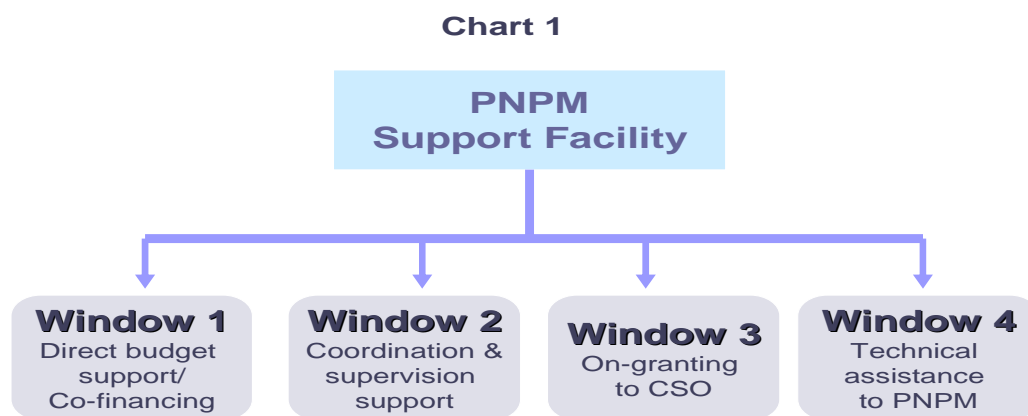 Chart 1
PNPM
Support Facility
Window 1
Direct budget
support/
Co-financing
Window 2
Coordination &
supervision
support
Window 3
On-granting
to CSO
Window 4
Technical
assistance
to PNPM